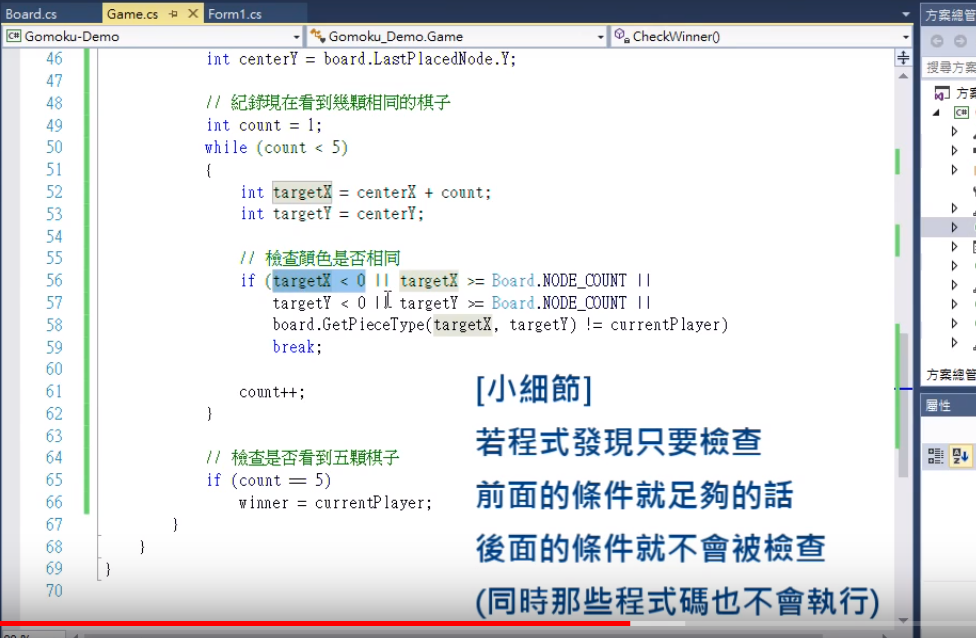 Board.cs Game.cs Form1.cs 方案總管
Gomoku-Demo Gomoku_Demo.Game CheckWinner()
搜尋方案
方案
46 int centerY = board.LastPlacedNode.Y;
47
48 // 紀錄現在看到幾顆相同的棋子
49 int count = 1;
50 while (count < 5)
51 {
52 int targetX = centerX + count;
53 int targetY = centerY;
54
55 // 檢查顏色是否相同
56 if (targetX < 0 || targetX >= Board.NODE_COUNT ||
57 targetY < 0 || targetY >= Board.NODE_COUNT ||
58 board.GetPieceType(targetX, targetY) != currentPlayer)
59 break;
60
61 count++;
62 }
63
64 // 檢查是否看到五顆棋子
65 if (count == 5)
66 winner = currentPlayer;
67 }
68 }
69 }
70
方案總管
屬性
[小細節]
若程式發現只要檢查
前面的條件就足夠的話
後面的條件就不會被檢查
(同時那些程式碼也不會執行)